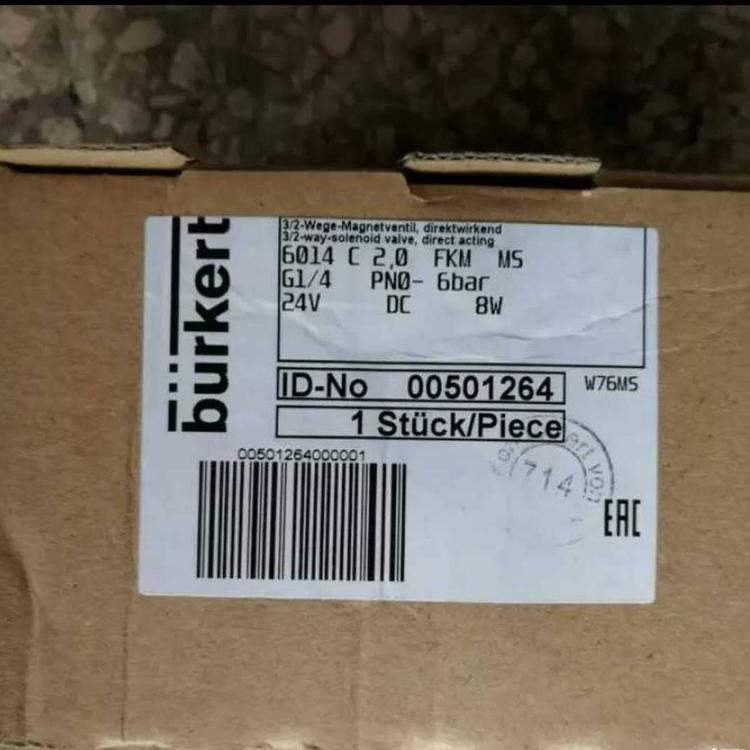 bürkert
3/2-Wege-Magnetventil, direktwirkend
3/2-way-solenoid valve, direct acting
6014 C 2,0 FKM MS
G1/4 PN0- 6bar
24V DC 8W
ID-No 00501264
W76MS
1 Stück/Piece
00501264000001
714
EAC